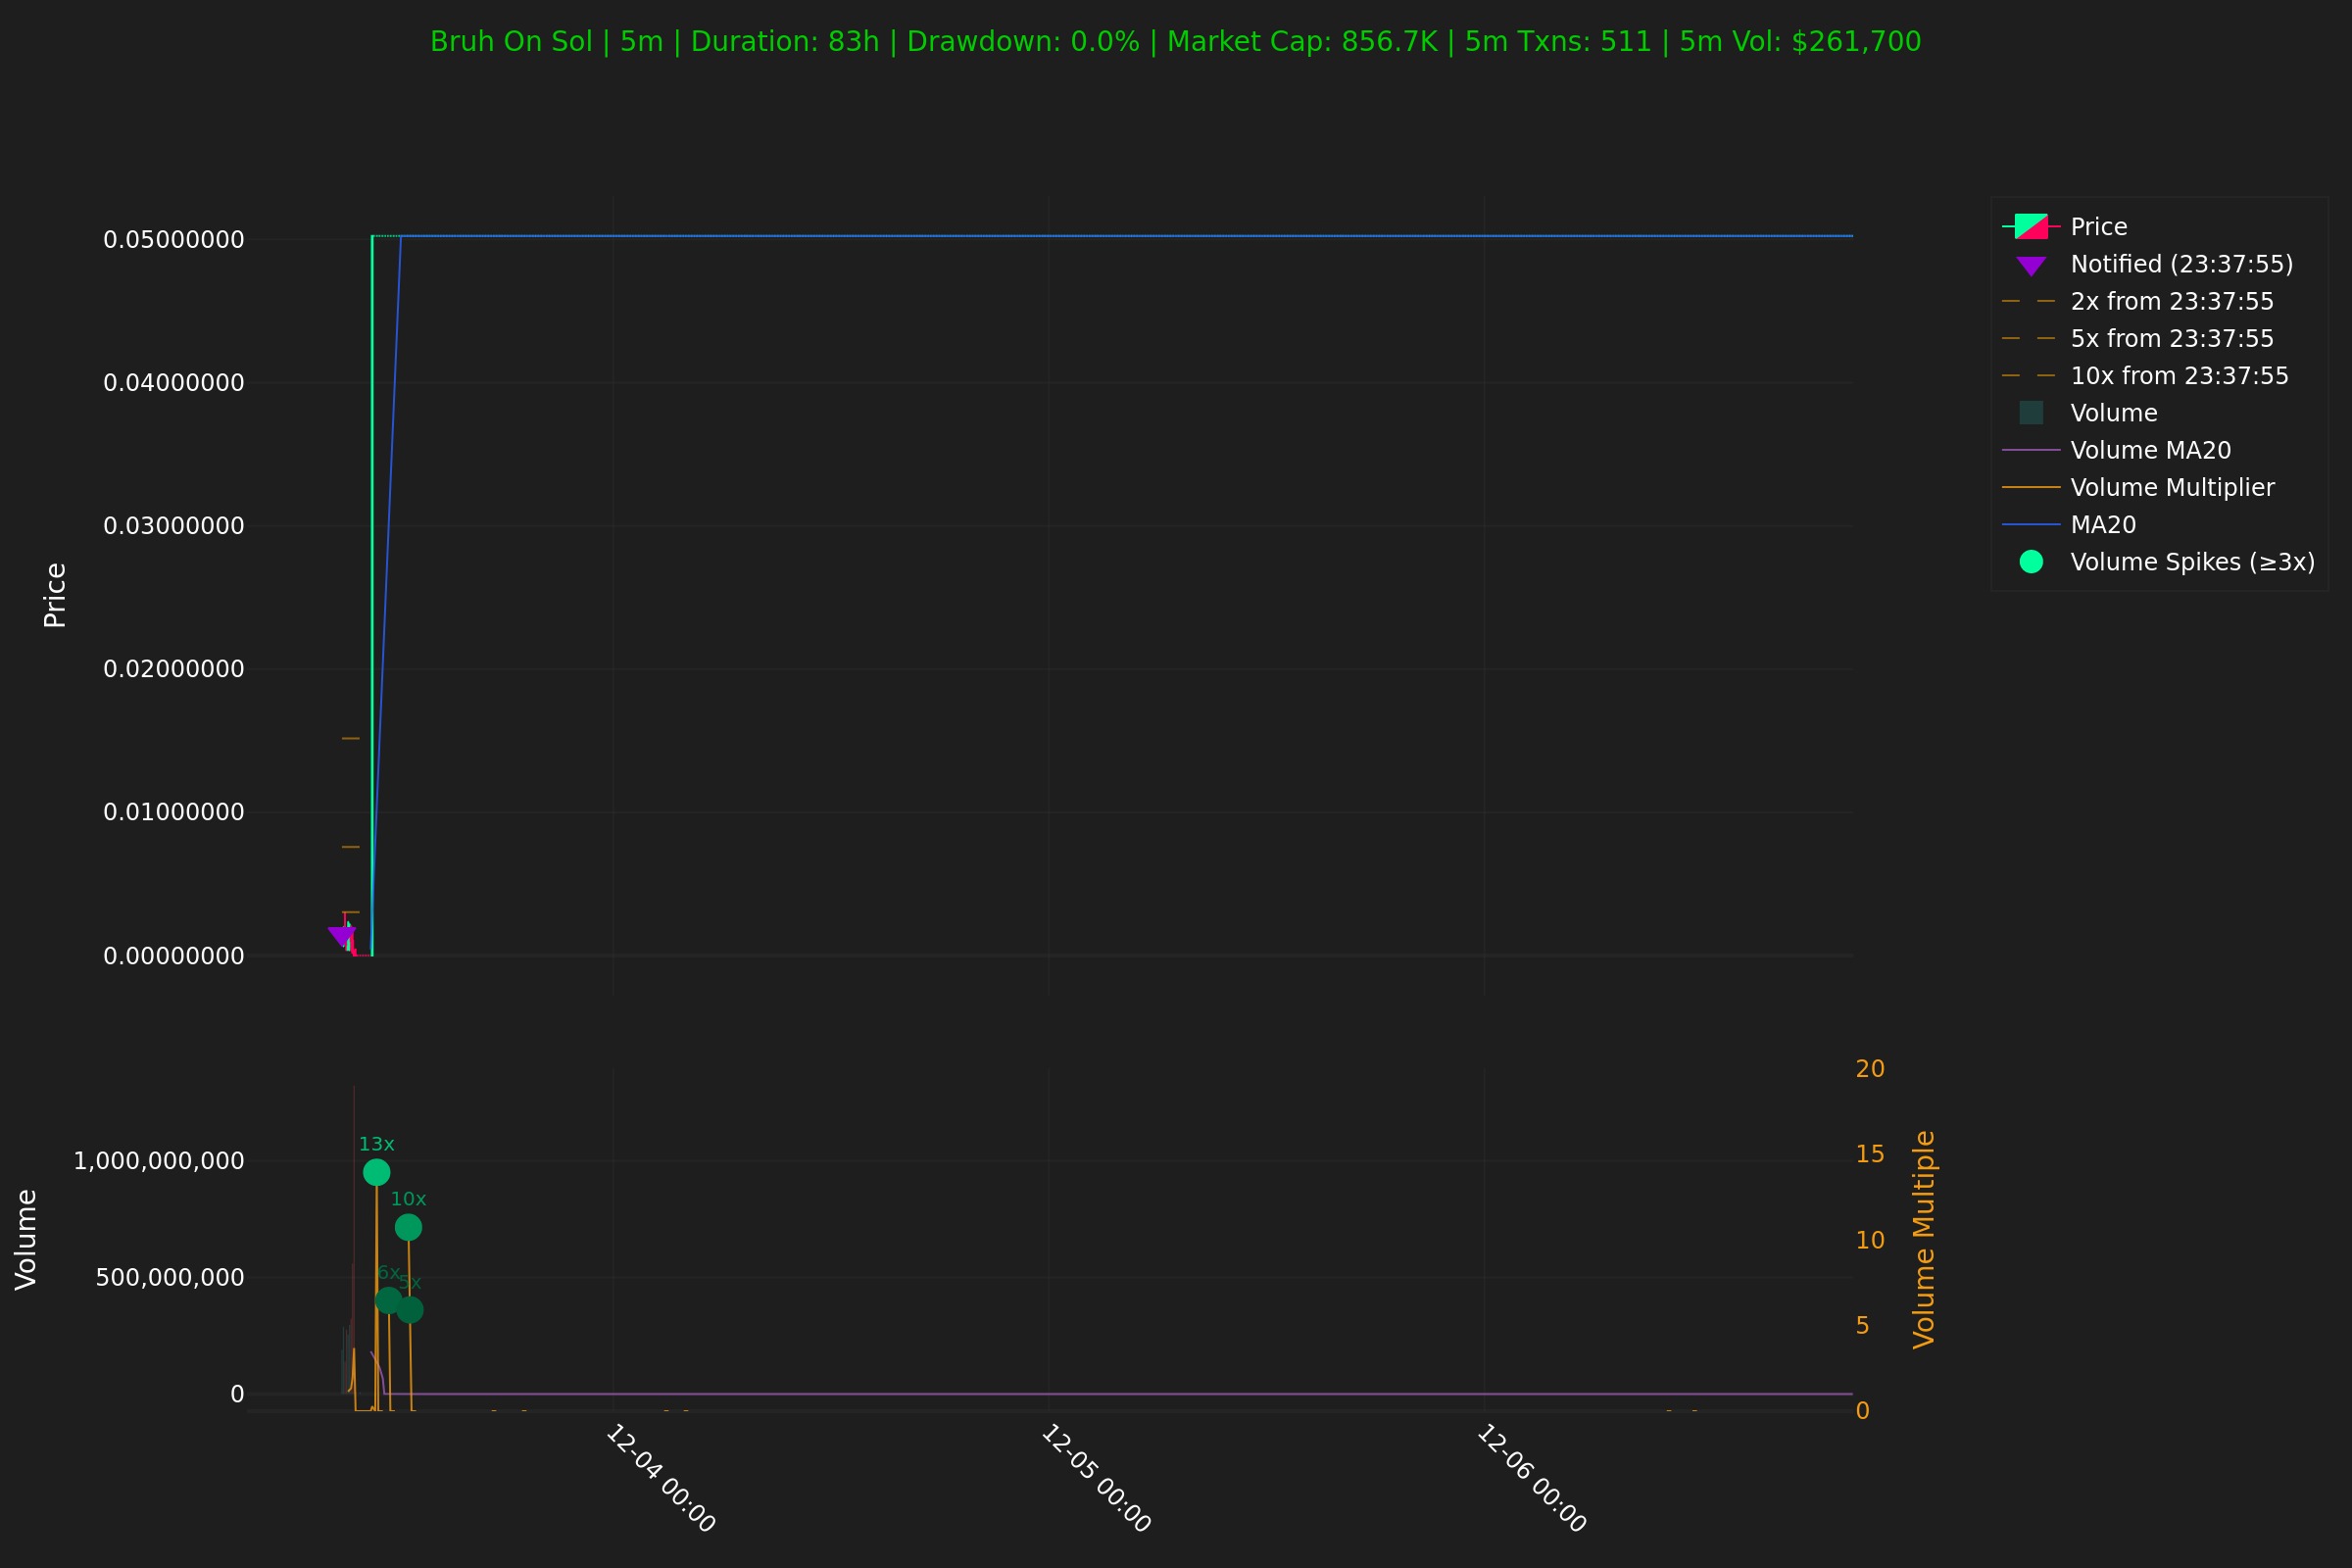 Bruh On Sol | 5m | Duration: 83h | Drawdown: 0.0% | Market Cap: 856.7K | 5m Txns: 511 | 5m Vol: $261,700
Price
0.05000000
0.04000000
0.03000000
0.02000000
0.01000000
0.00000000
Price
Notified (23:37:55)
2x from 23:37:55
5x from 23:37:55
10x from 23:37:55
Volume
Volume MA20
Volume Multiplier
MA20
Volume Spikes (≥3x)
Volume
1,000,000,000
500,000,000
0
13x
10x
6x
5x
20
15
10
5
0
Volume Multiple
12-04 00:00
12-05 00:00
12-06 00:00